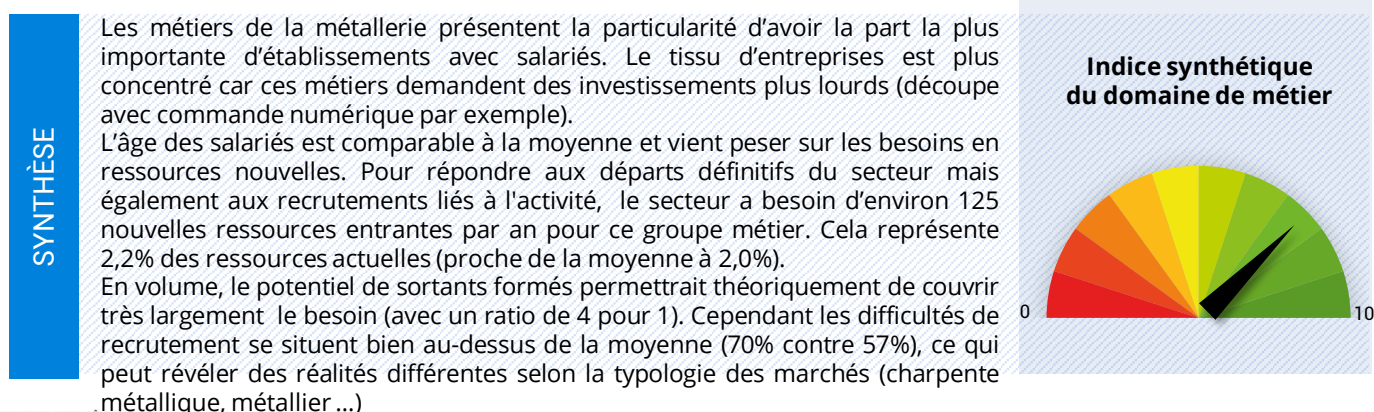 SYNTHÈSE
Les métiers de la métallerie présentent la particularité d'avoir la part la plus
importante d'établissements avec salariés. Le tissu d'entreprises est plus
concentré car ces métiers demandent des investissements plus lourds (découpe
avec commande numérique par exemple).
L'âge des salariés est comparable à la moyenne et vient peser sur les besoins en
ressources nouvelles. Pour répondre aux départs définitifs du secteur mais
également aux recrutements liés à l'activité, le secteur a besoin d'environ 125
nouvelles ressources entrantes par an pour ce groupe métier. Cela représente
2,2% des ressources actuelles (proche de la moyenne à 2,0%).
En volume, le potentiel de sortants formés permettrait théoriquement de couvrir
très largement le besoin (avec un ratio de 4 pour 1). Cependant les difficultés de
recrutement se situent bien au-dessus de la moyenne (70% contre 57%), ce qui
peut révéler des réalités différentes selon la typologie des marchés (charpente
métallique, métallier ...)
Indice synthétique
du domaine de métier
0
10